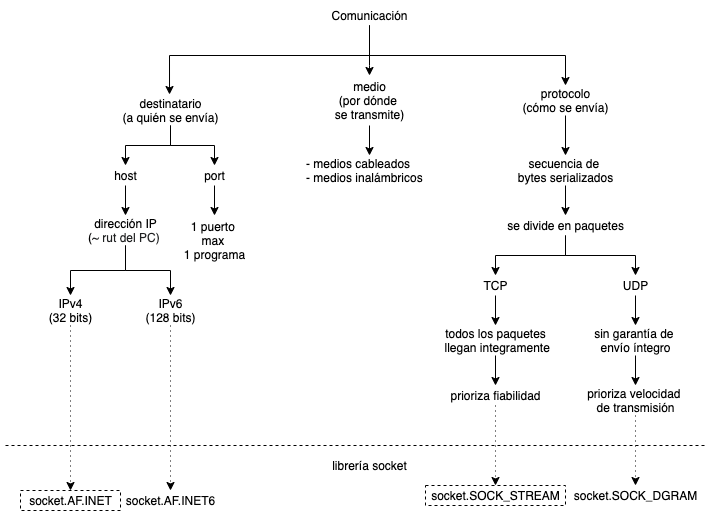 Comunicación
destinatario
(a quién se envía)
medio
(por dónde
se transmite)
protocolo
(cómo se envía)
host
port
- medios cableados
- medios inalámbricos
secuencia de
bytes serializados
dirección IP
(~ rut del PC)
1 puerto
max
1 programa
se divide en paquetes
IPv4
(32 bits)
IPv6
(128 bits)
TCP
UDP
todos los paquetes
llegan integramente
sin garantía de
envío íntegro
prioriza fiabilidad
prioriza velocidad
de transmisión
librería socket
socket.AF.INET
socket.AF.INET6
socket.SOCK_STREAM
socket.SOCK_DGRAM